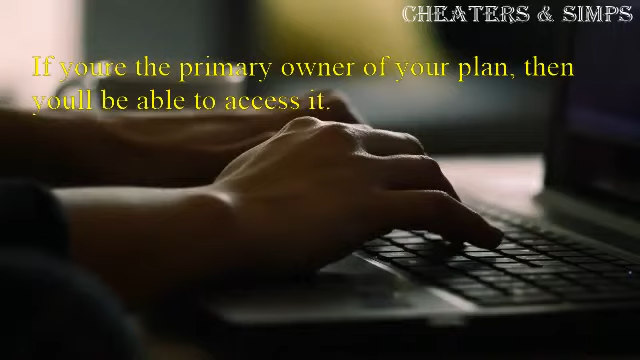 CHEATERS & SIMPS
If youre the primary owner of your plan, then
youll be able to access it.